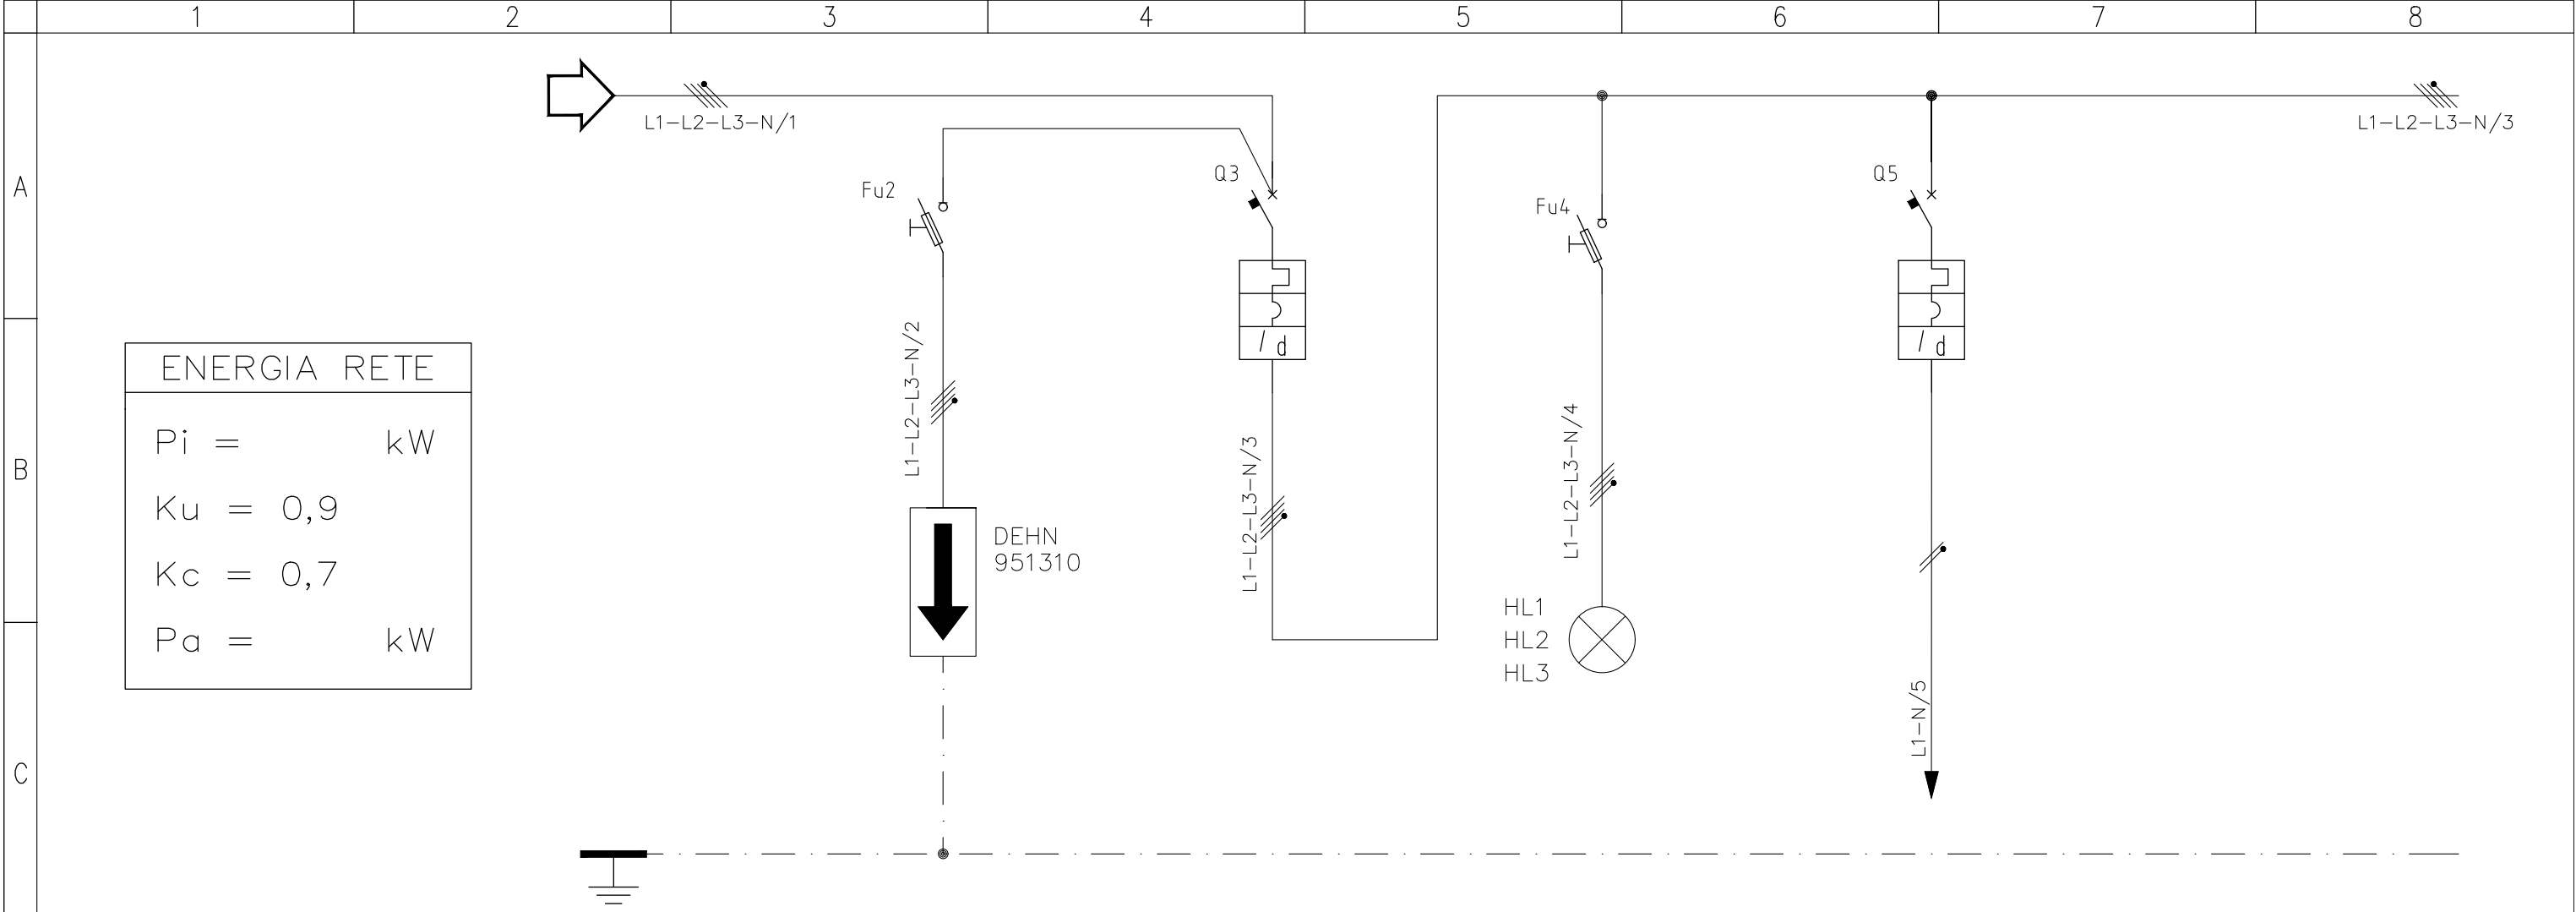 1 2 3 4 5 6 7 8
L1-L2-L3-N/1
L1-L2-L3-N/3
A
Fu2
Q3
Fu4
Q5
/d
/d
L1-L2-L3-N/2
L1-L2-L3-N/3
L1-L2-L3-N/4
L1-N/5
B
ENERGIA RETE
Pi = kW
Ku = 0,9
Kc = 0,7
Pa = kW
DEHN
951310
HL1
HL2
HL3
C